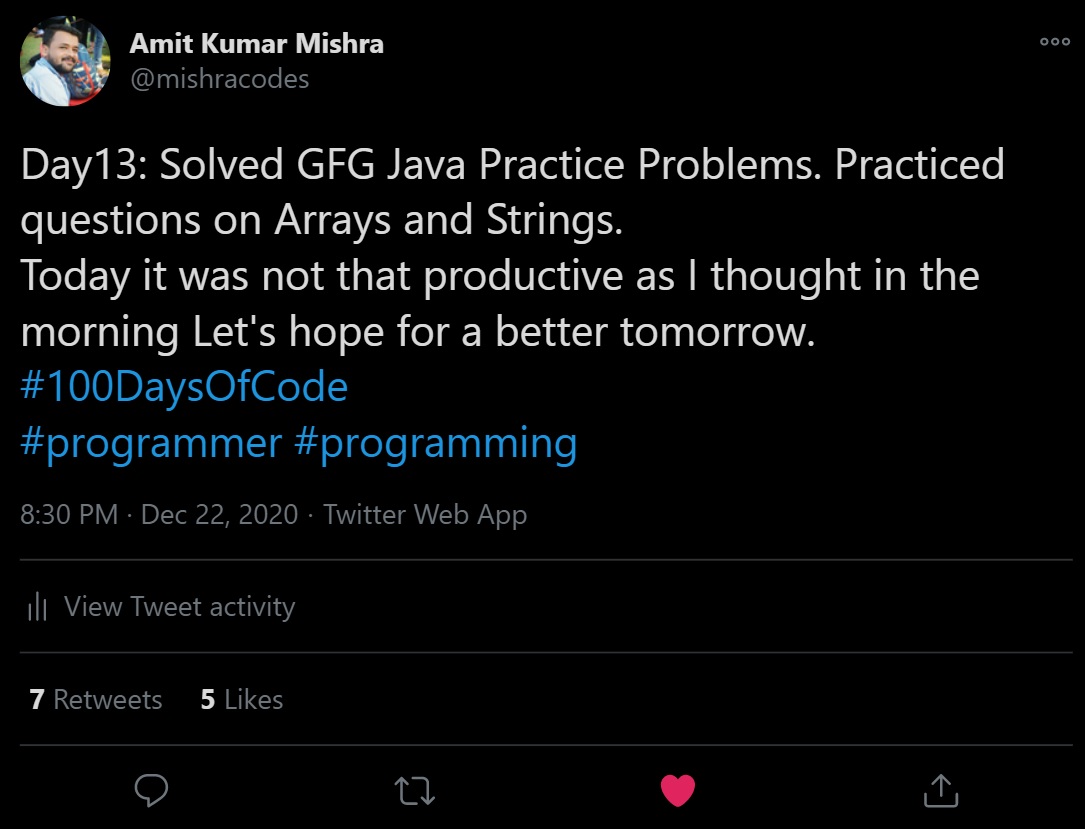 Amit Kumar Mishra
@mishracodes
Day13: Solved GFG Java Practice Problems. Practiced
questions on Arrays and Strings.
Today it was not that productive as I thought in the
morning Let's hope for a better tomorrow.
#100DaysOfCode
#programmer #programming
8:30 PM · Dec 22, 2020 · Twitter Web App
View Tweet activity
7 Retweets 5 Likes